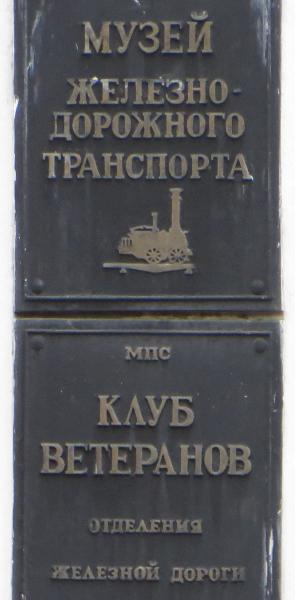 МУЗЕЙ
ЖЕЛЕЗНО-
ДОРОЖНОГО
ТРАНСПОРТА
МПС
КЛУБ
ВЕТЕРАНОВ
ОТДЕЛЕНИЯ
ЖЕЛЕЗНОЙ ДОРОГИ